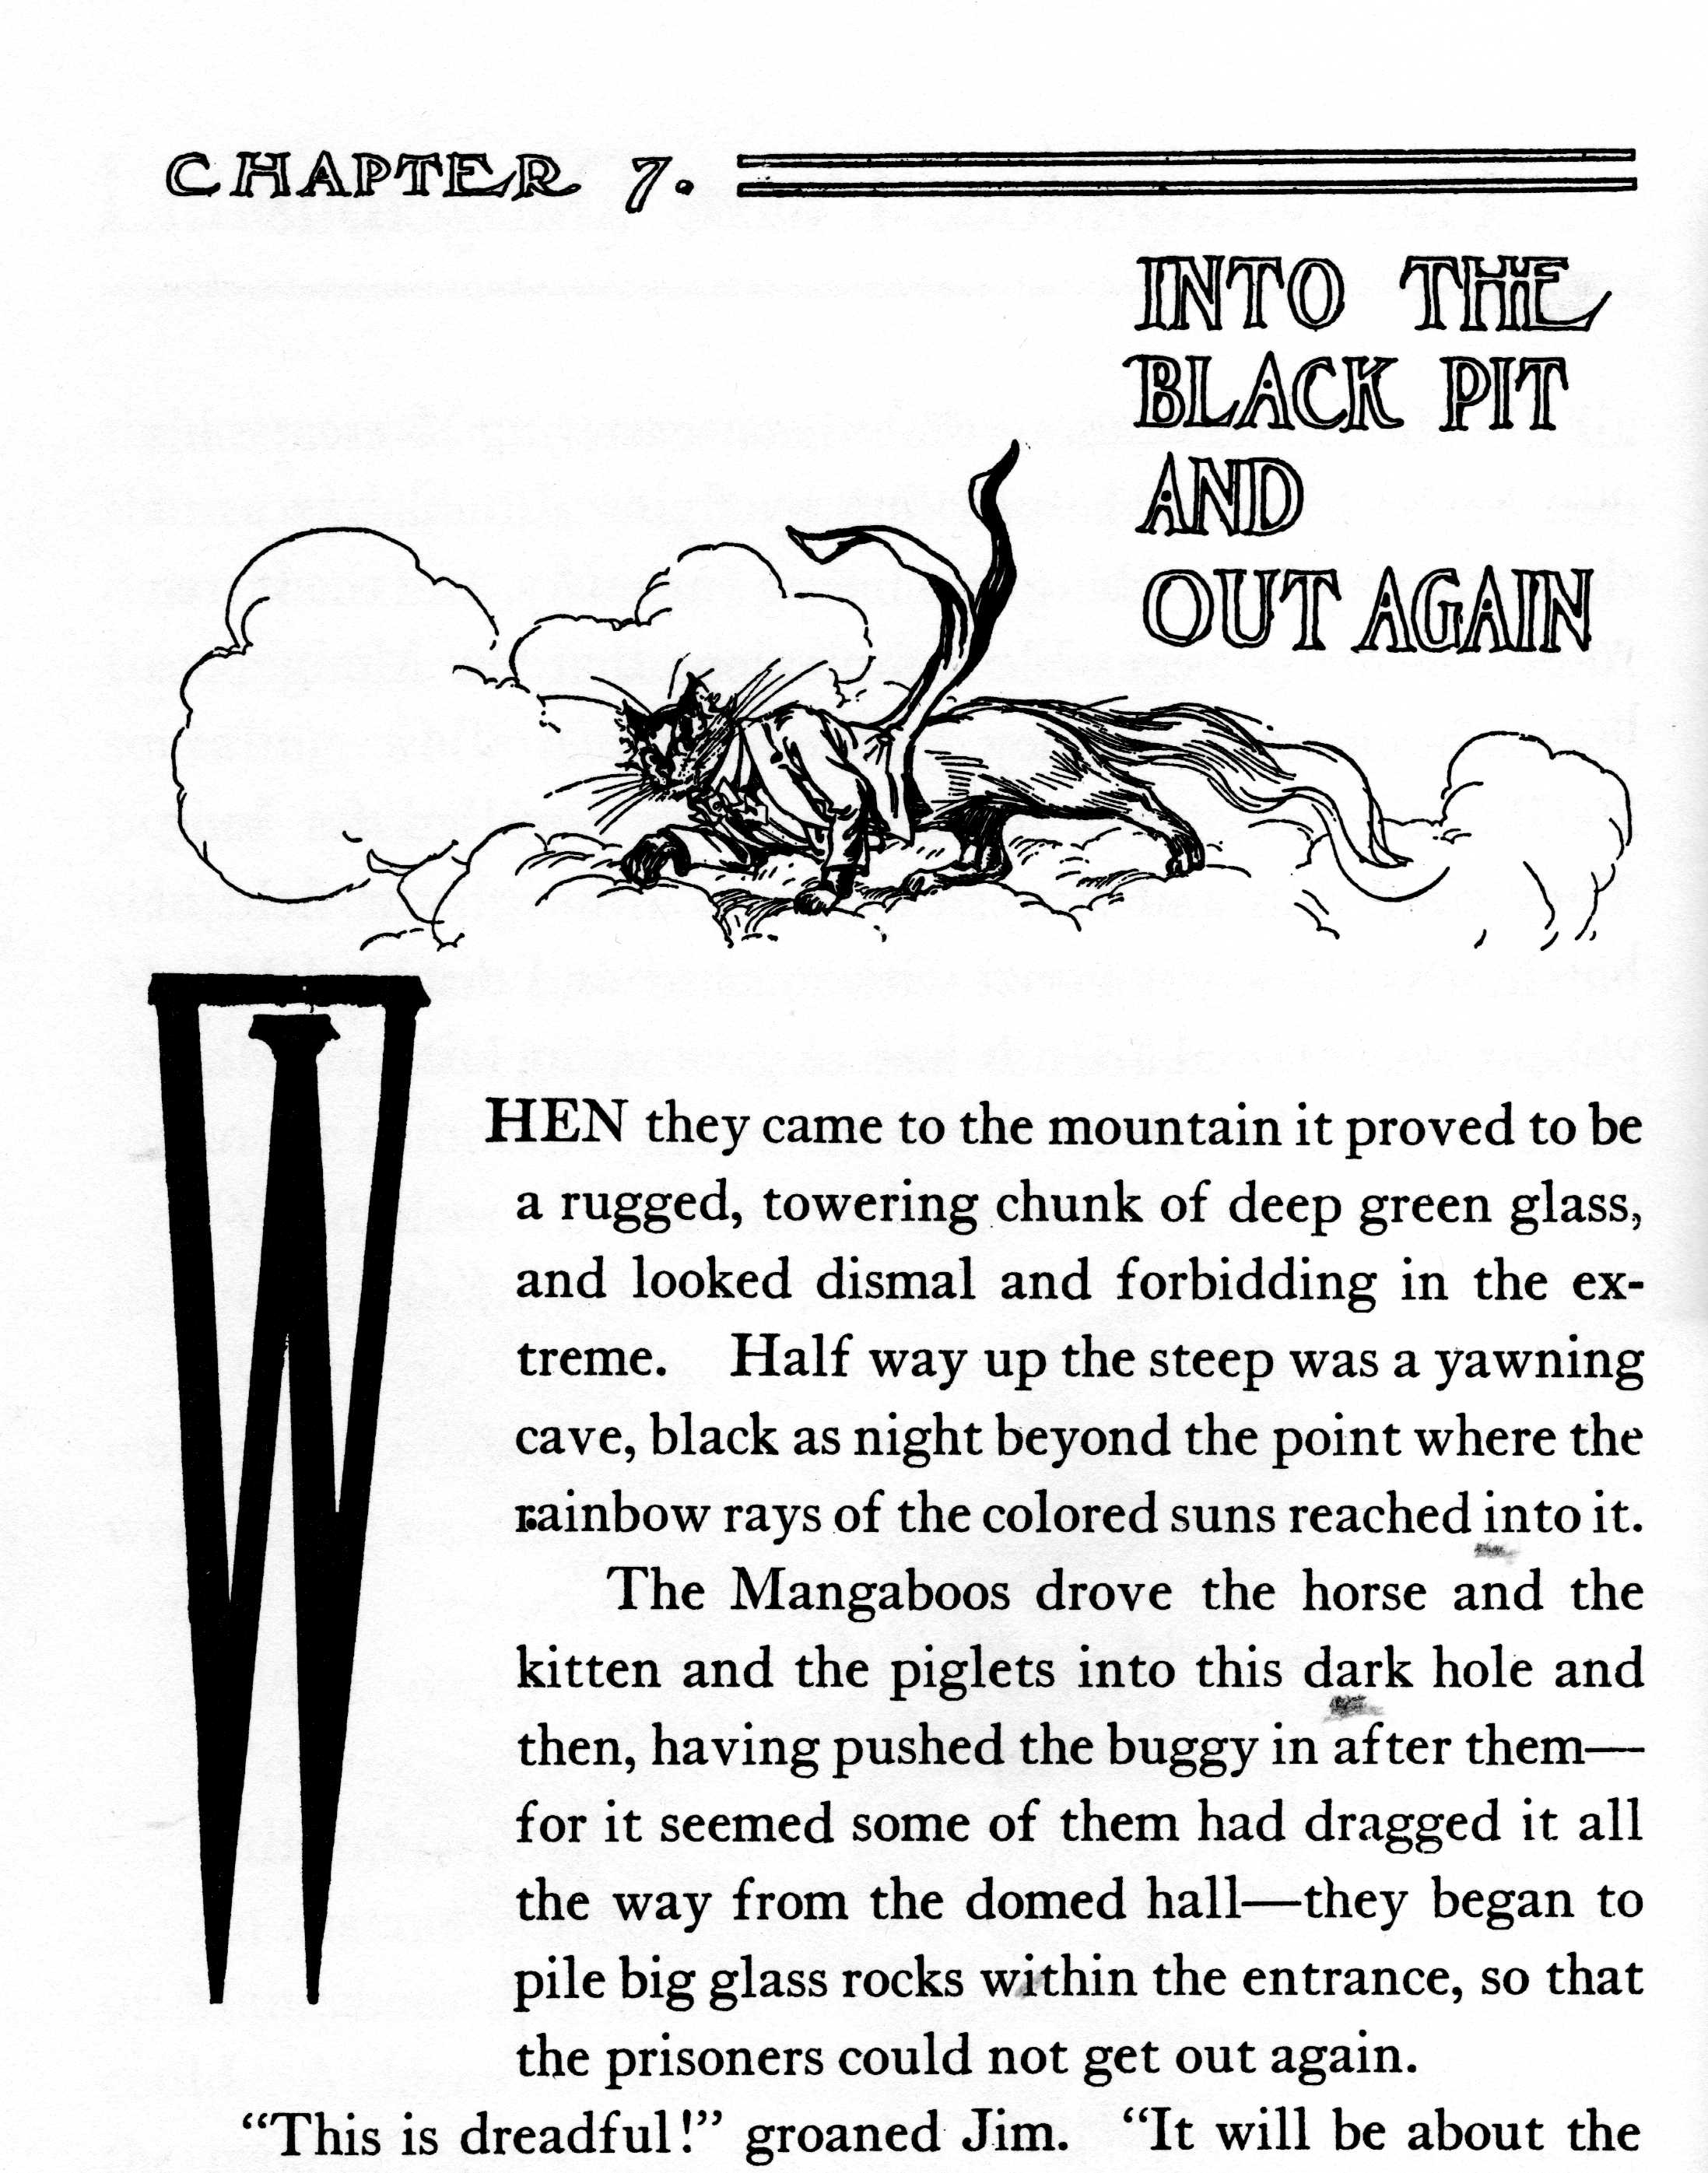 CHAPTER 7.
INTO THE
BLACK PIT
AND
OUT AGAIN
WHEN they came to the mountain it proved to be
a rugged, towering chunk of deep green glass,
and looked dismal and forbidding in the ex-
treme. Half way up the steep was a yawning
cave, black as night beyond the point where the
rainbow rays of the colored suns reached into it.
The Mangaboos drove the horse and the
kitten and the piglets into this dark hole and
then, having pushed the buggy in after them—
for it seemed some of them had dragged it all
the way from the domed hall—they began to
pile big glass rocks within the entrance, so that
the prisoners could not get out again.
“This is dreadful!” groaned Jim. “It will be about the